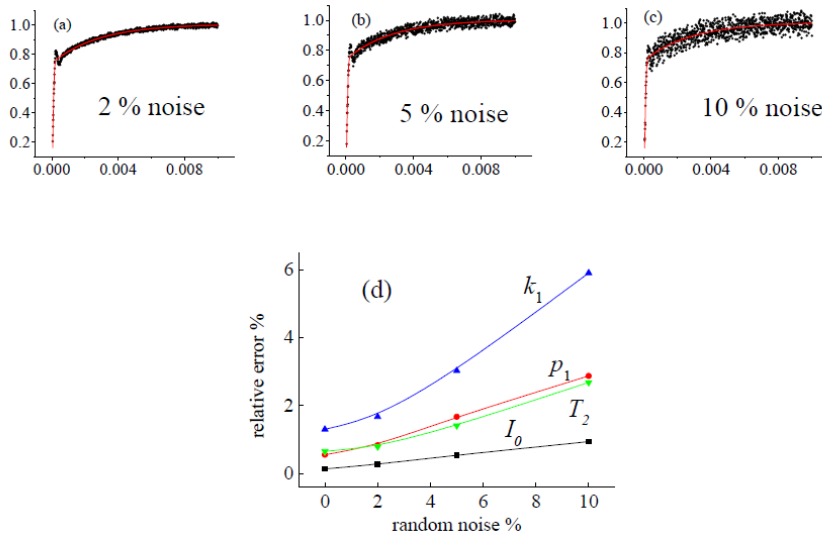 (a)
1.0
0.8
0.6
0.4
0.2
2 % noise
0.000 0.004 0.008
(b)
1.0
0.8
0.6
0.4
0.2
5 % noise
0.000 0.004 0.008
(c)
1.0
0.8
0.6
0.4
0.2
10 % noise
0.000 0.004 0.008
(d)
relative error %
6
4
2
0
k1
p1
T2
I0
0 2 4 6 8 10
random noise %